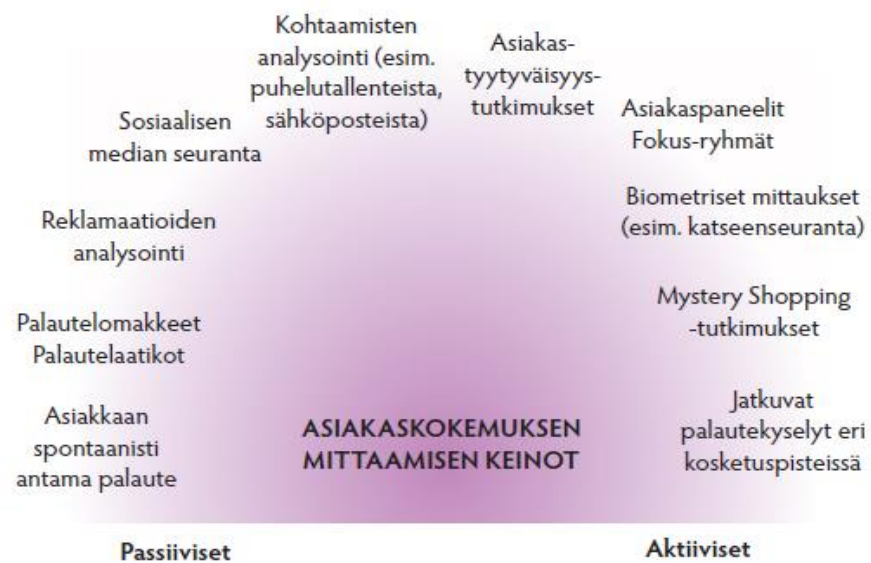 Kohtaamisten
analysointi (esim.
puhelutallenteista,
sähköposteista)
Asiakas-
tyytyväisyys-
tutkimukset
Sosiaalisen
median seuranta
Asiakaspaneelit
Fokus-ryhmät
Reklamaatioiden
analysointi
Biometriset mittaukset
(esim. katseenseuranta)
Palautelomakkeet
Palautelaatikot
Mystery Shopping
-tutkimukset
Asiakkaan
spontaanisti
antama palaute
ASIAKASKOKEMUKSEN
MITTAAMISEN KEINOT
Jatkuvat
palautekyselyt eri
kosketuspisteissä
Passiiviset
Aktiiviset